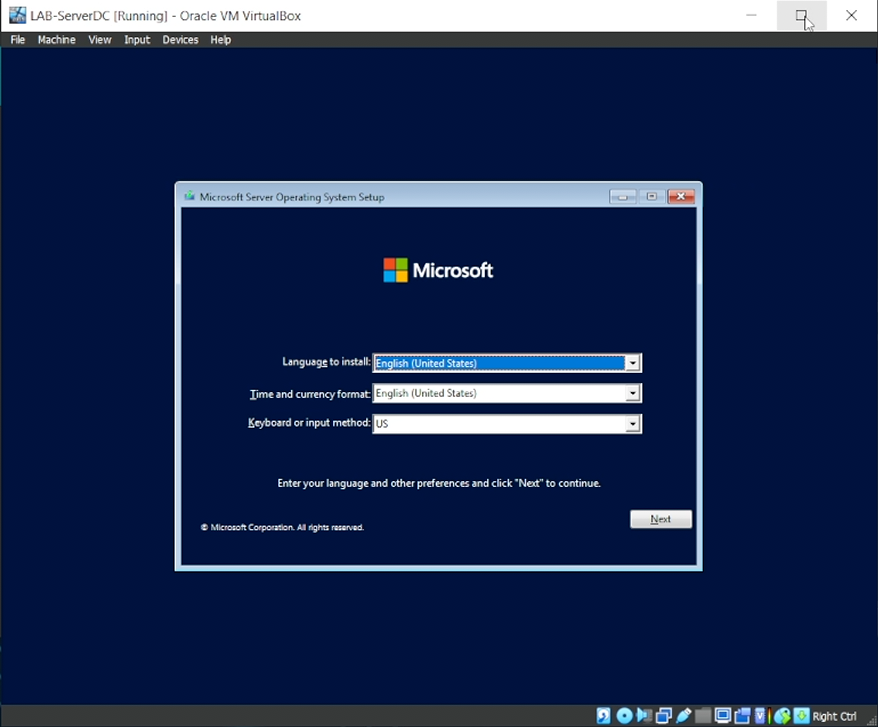 LAB-ServerDC [Running] - Oracle VM VirtualBox
File Machine View Input Devices Help
Microsoft Server Operating System Setup
Microsoft
Language to install: English (United States)
Time and currency format: English (United States)
Keyboard or input method: US
Enter your language and other preferences and click "Next" to continue.
Next
© Microsoft Corporation. All rights reserved.
Right Ctrl